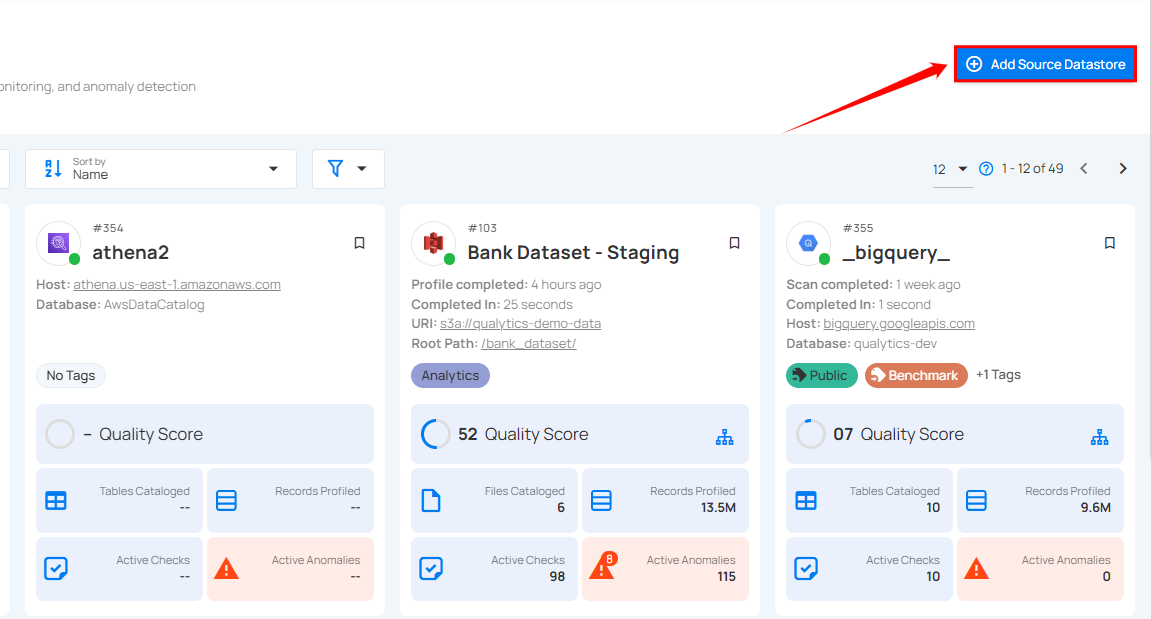 Add Source Datastore
onitoring, and anomaly detection
Sort by
Name
12
1 - 12 of 49
#354
athena2
Host: athena.us-east-1.amazonaws.com
Database: AwsDataCatalog
No Tags
– Quality Score
Tables Cataloged
--
Records Profiled
--
Active Checks
--
Active Anomalies
--
#103
Bank Dataset - Staging
Profile completed: 4 hours ago
Completed In: 25 seconds
URI: s3a://qualytics-demo-data
Root Path: /bank_dataset/
Analytics
52 Quality Score
Files Cataloged
6
Records Profiled
13.5M
Active Checks
98
8
Active Anomalies
115
#355
_bigquery_
Scan completed: 1 week ago
Completed In: 1 second
Host: bigquery.googleapis.com
Database: qualytics-dev
Public
Benchmark
+1 Tags
07 Quality Score
Tables Cataloged
10
Records Profiled
9.6M
Active Checks
10
Active Anomalies
0